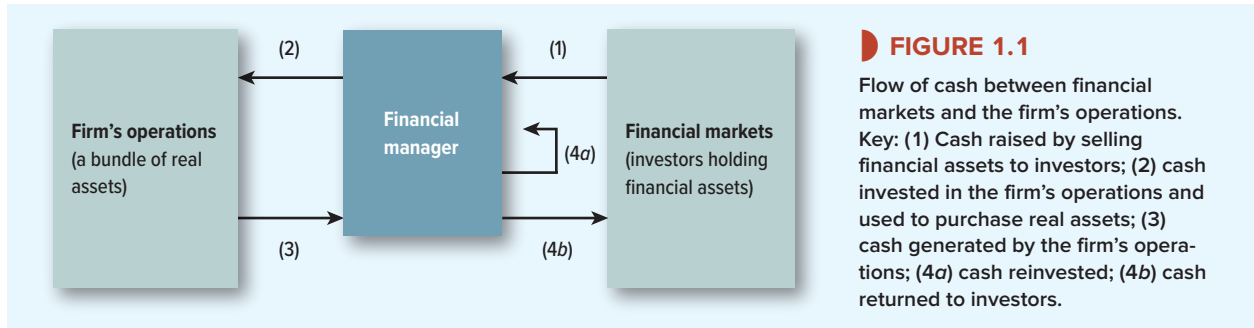 (2)
(1)
Firm's operations
(a bundle of real
assets)
Financial
manager
(4a)
Financial markets
(investors holding
financial assets)
(3)
(4b)
FIGURE 1.1
Flow of cash between financial
markets and the firm's operations.
Key: (1) Cash raised by selling
financial assets to investors; (2) cash
invested in the firm's operations and
used to purchase real assets; (3)
cash generated by the firm's opera-
tions; (4a) cash reinvested; (4b) cash
returned to investors.